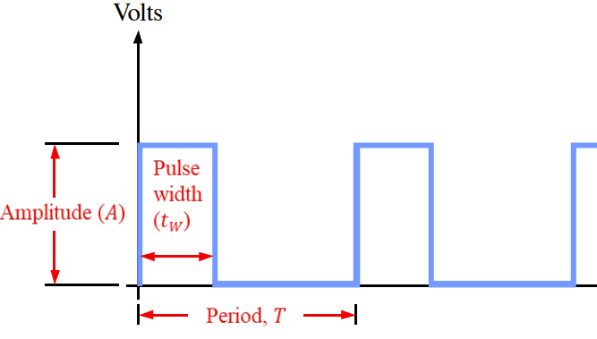 Volts
Pulse
width
(t_W)
Amplitude (A)
Period, T